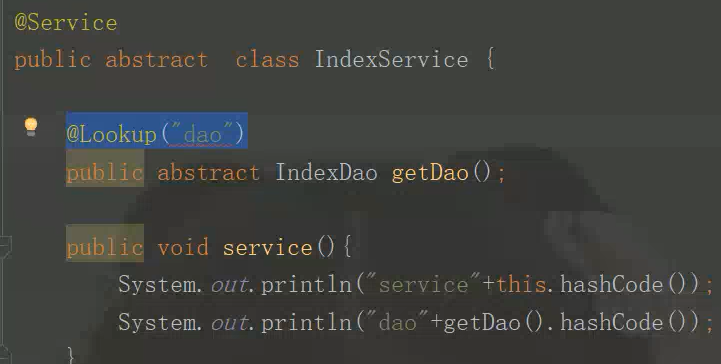 @Service
public abstract  class IndexService {
@Lookup("dao")
public abstract IndexDao getDao();
public void service(){
System.out.println("service"+this.hashCode());
System.out.println("dao"+getDao().hashCode());
}